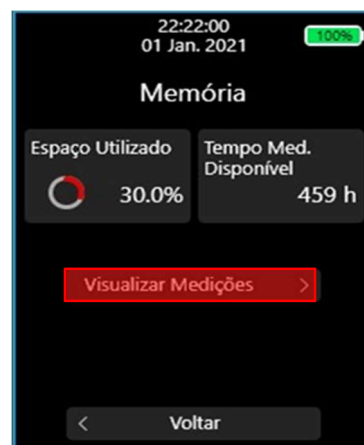 22:22:00
01 Jan. 2021
100%
Memória
Espaço Utilizado
30.0%
Tempo Med.
Disponível
459 h
Visualizar Medições >
< Voltar